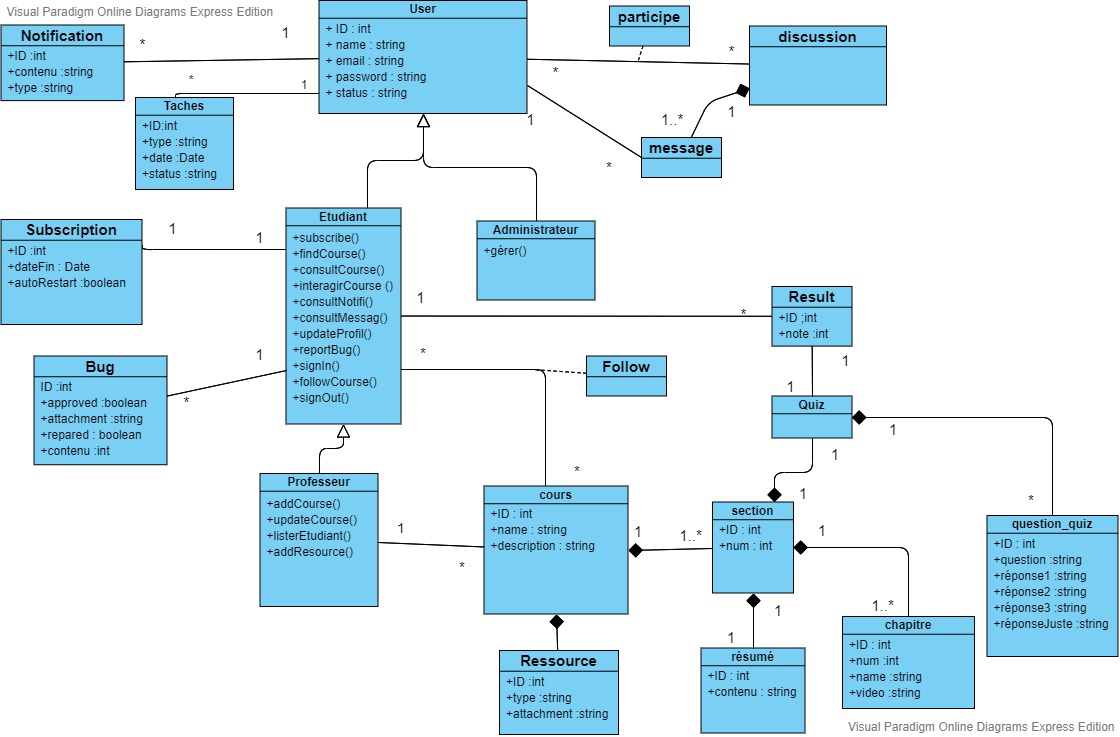 Visual Paradigm Online Diagrams Express Edition
User
+ ID : int
+ name : string
+ email : string
+ password : string
+ status : string
Notification
+ID :int
+contenu :string
+type :string
*
1
Taches
+ID:int
+type :string
+date :Date
+status :string
*
1
participe
discussion
*
*
1
1..*
message
1
*
Subscription
+ID :int
+dateFin : Date
+autoRestart :boolean
1
1
Etudiant
+subscribe()
+findCourse()
+consultCourse()
+interagirCourse ()
+consultNotifi()
+consultMessag()
+updateProfil()
+reportBug()
+signIn()
+followCourse()
+signOut()
Administrateur
+gérer()
1
*
Result
+ID ;int
+note :int
1
1
Bug
ID :int
+approved :boolean
+attachment :string
+repared : boolean
+contenu :int
1
*
*
Follow
*
Quiz
1
1
*
1
Professeur
+addCourse()
+updateCourse()
+listerEtudiant()
+addResource()
1
*
cours
+ID : int
+name : string
+description : string
1
1..*
section
+ID : int
+num : int
1
1..*
1
1
question_quiz
+ID : int
+question :string
+réponse1 :string
+réponse2 :string
+réponse3 :string
+réponseJuste :string
Ressource
+ID :int
+type :string
+attachment :string
résumé
+ID : int
+contenu : string
chapitre
+ID : int
+num :int
+name :string
+video :string
Visual Paradigm Online Diagrams Express Edition